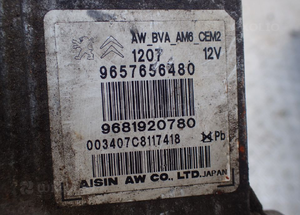 AW_BVA_AM6_CEM2
1207 12V
9657656480
9681920780
003407C8117418 Pb
AISIN AW CO., LTD. JAPAN